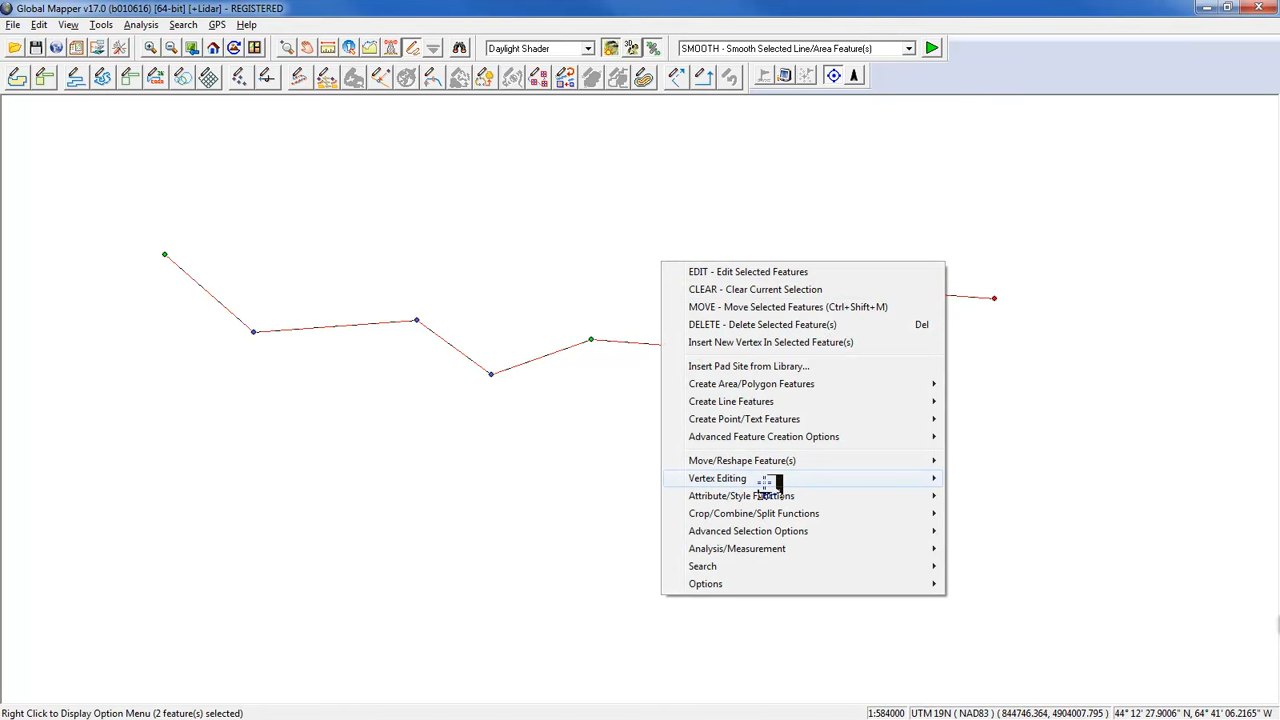 Global Mapper v17.0 (b010616) [64-bit] [+Lidar] - REGISTERED
File Edit View Tools Analysis Search GPS Help
Daylight Shader SMOOTH - Smooth Selected Line/Area Feature(s)
EDIT - Edit Selected Features
CLEAR - Clear Current Selection
MOVE - Move Selected Features (Ctrl+Shift+M)
DELETE - Delete Selected Feature(s) Del
Insert New Vertex In Selected Feature(s)
Insert Pad Site from Library...
Create Area/Polygon Features
Create Line Features
Create Point/Text Features
Advanced Feature Creation Options
Move/Reshape Feature(s)
Vertex Editing
Attribute/Style Functions
Crop/Combine/Split Functions
Advanced Selection Options
Analysis/Measurement
Search
Options
Right Click to Display Option Menu (2 feature(s) selected) 1:584000 UTM 19N ( NAD83 ) ( 844746.364, 4904007.795 ) 44° 12' 27.9006" N, 64° 41' 06.2165" W